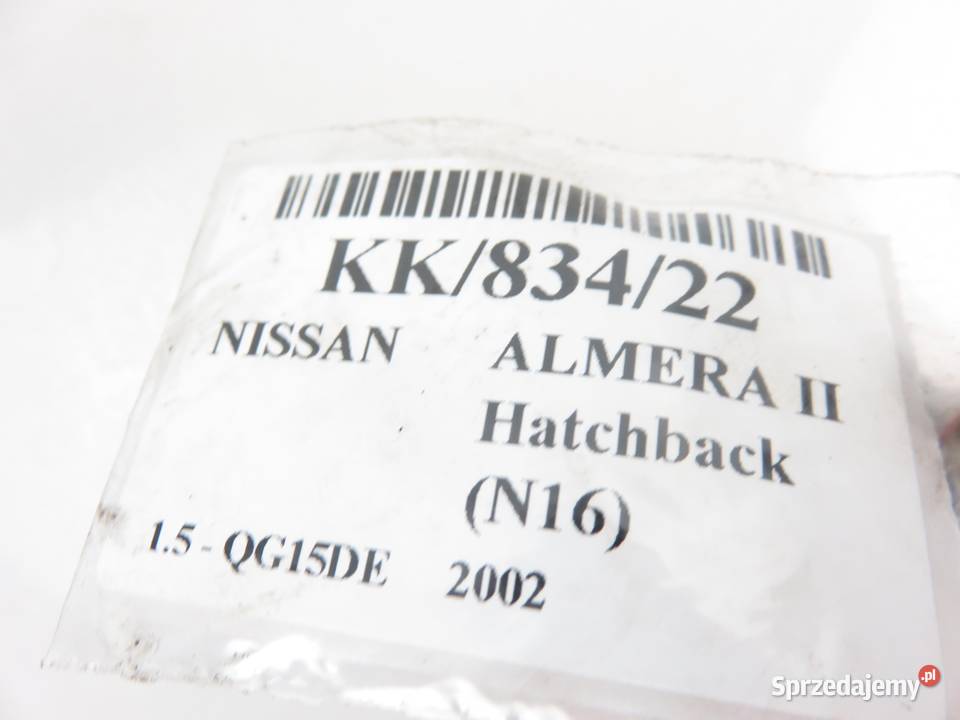 KK/834/22
NISSAN ALMERA II
Hatchback
(N16)
1.5 - QG15DE 2002
Sprzedajemy.pl